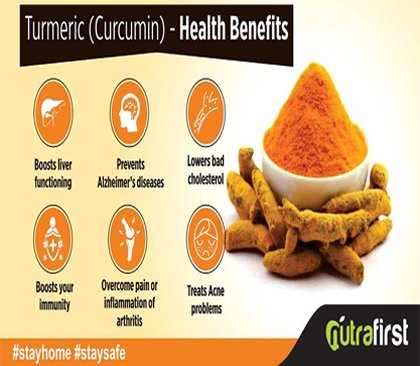 Turmeric (Curcumin) - Health Benefits
Boosts liver
functioning
Prevents
Alzheimer's diseases
Lowers bad
cholesterol
Boosts your
immunity
Overcome pain or
inflammation of
arthritis
Treats Acne
problems
nutrafirst
#stayhome #staysafe